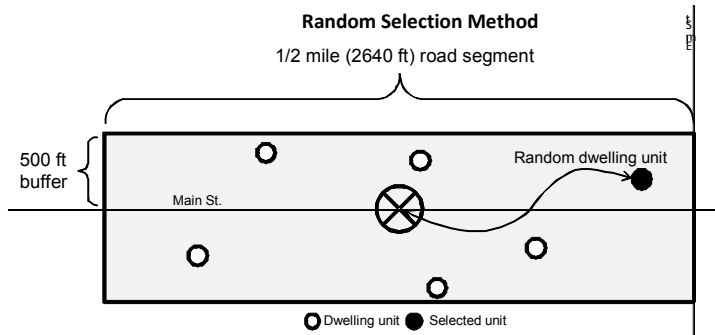 Random Selection Method
1/2 mile (2640 ft) road segment
500 ft
buffer
Random dwelling unit
Main St.
Dwelling unit
Selected unit